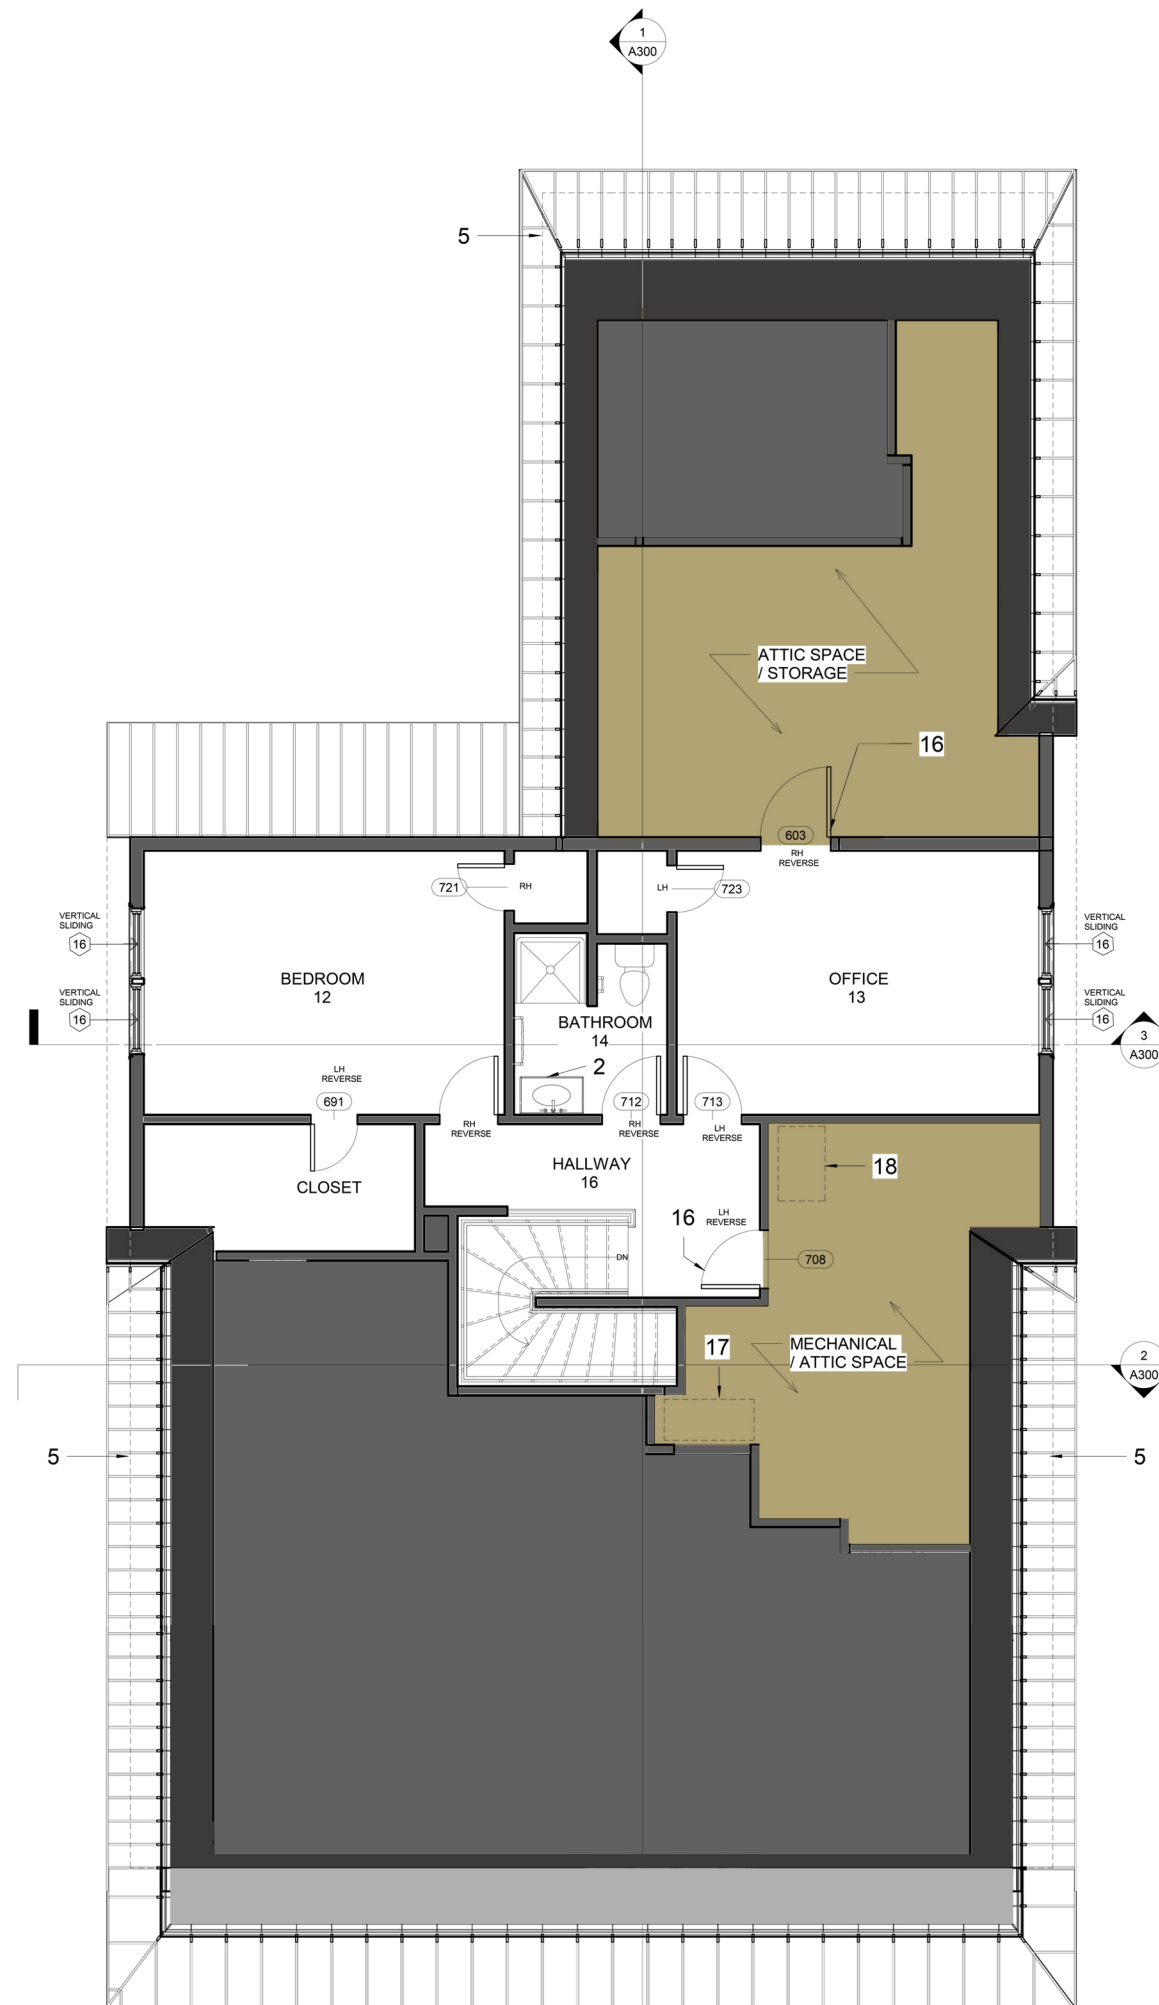 1
A300
5
ATTIC SPACE
/ STORAGE
16
603
RH
REVERSE
721
RH
LH
723
VERTICAL
SLIDING
16
VERTICAL
SLIDING
16
BEDROOM
12
OFFICE
13
VERTICAL
SLIDING
16
VERTICAL
SLIDING
16
BATHROOM
14
2
3
A300
LH
REVERSE
691
712
713
RH
REVERSE
RH
REVERSE
LH
REVERSE
HALLWAY
16
18
CLOSET
16
LH
REVERSE
DN
708
17
MECHANICAL
/ ATTIC SPACE
2
A300
5
5